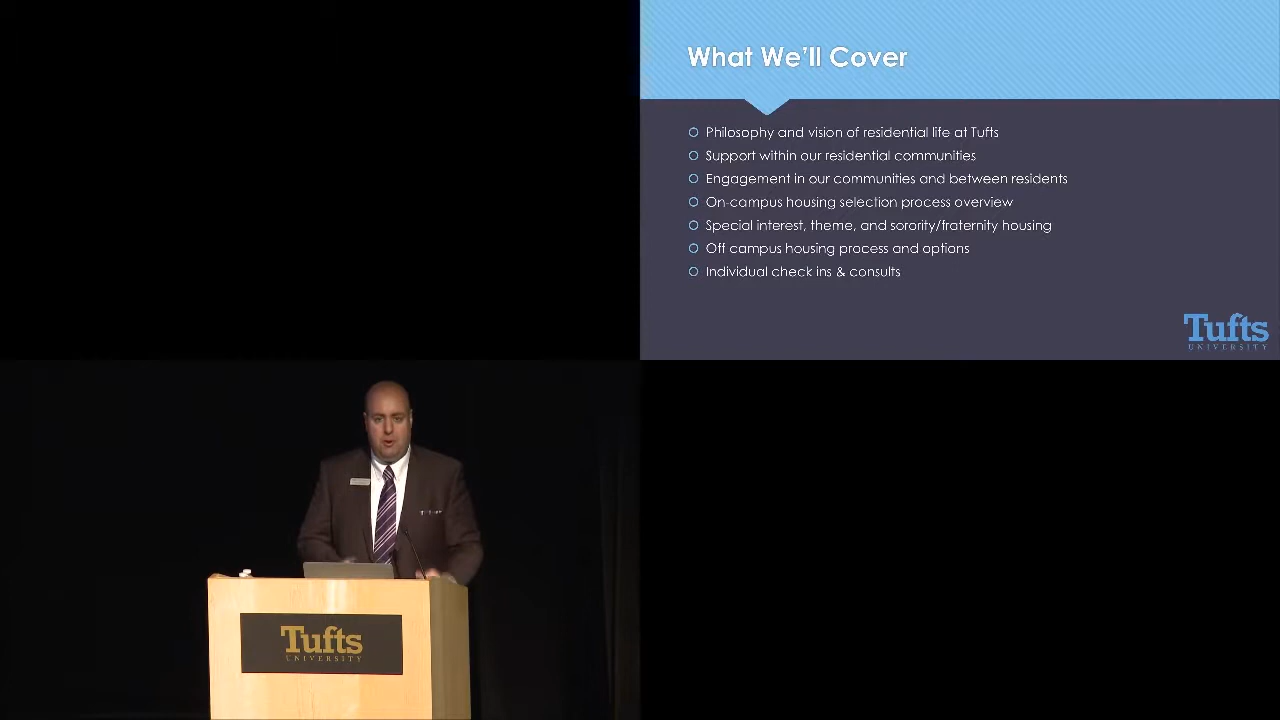 What We'll Cover
Philosophy and vision of residential life at Tufts
Support within our residential communities
Engagement in our communities and between residents
On-campus housing selection process overview
Special interest, theme, and sorority/fraternity housing
Off campus housing process and options
Individual check ins & consults
Tufts
UNIVERSITY
Tufts
UNIVERSITY